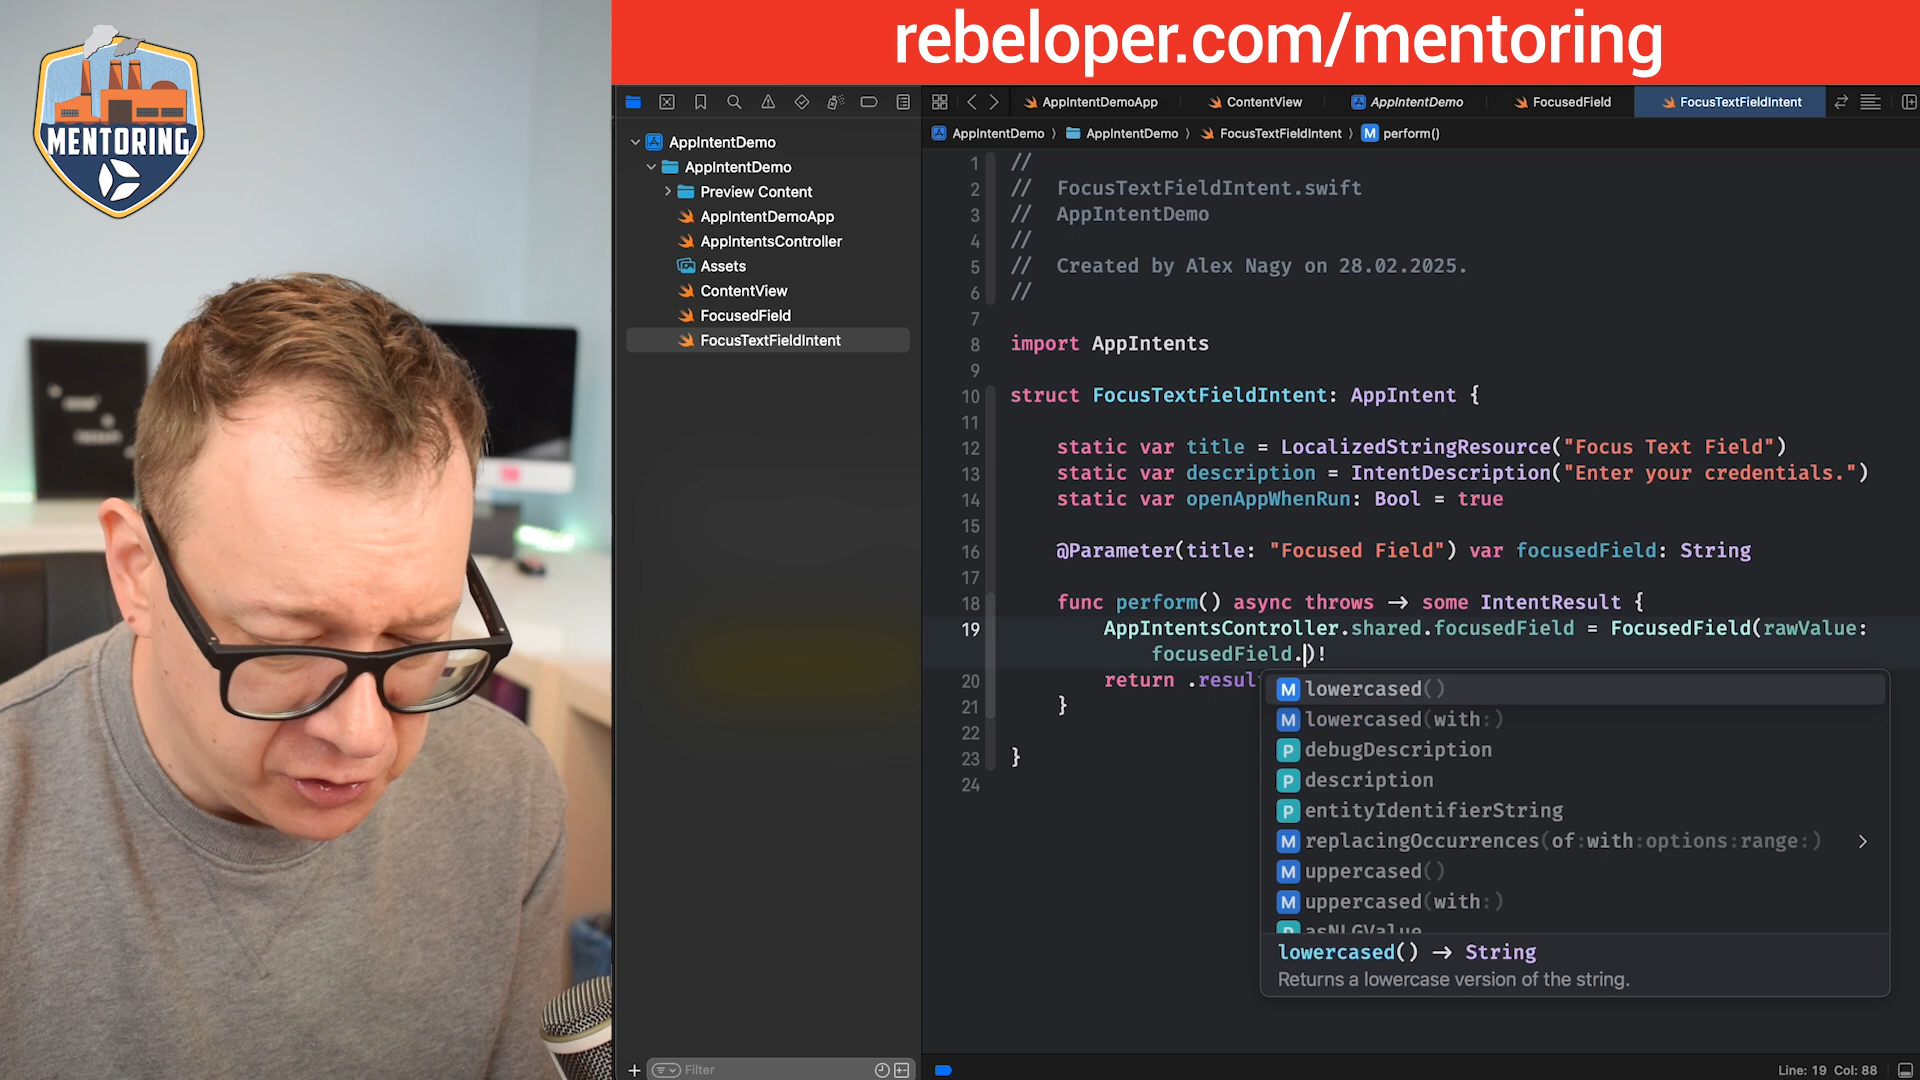 MENTORING
rebeloper.com/mentoring
AppIntentDemoApp
ContentView
AppIntentDemo
FocusedField
FocusTextFieldIntent
AppIntentDemo
AppIntentDemo
FocusTextFieldIntent
M perform()
AppIntentDemo
AppIntentDemo
Preview Content
AppIntentDemoApp
AppIntentsController
Assets
ContentView
FocusedField
FocusTextFieldIntent
1 //
2 // FocusTextFieldIntent.swift
3 // AppIntentDemo
4 //
5 // Created by Alex Nagy on 28.02.2025.
6 //
7
8 import AppIntents
9
10 struct FocusTextFieldIntent: AppIntent {
11
12 static var title = LocalizedStringResource("Focus Text Field")
13 static var description = IntentDescription("Enter your credentials.")
14 static var openAppWhenRun: Bool = true
15
16 @Parameter(title: "Focused Field") var focusedField: String
17
18 func perform() async throws -> some IntentResult {
19 AppIntentsController.shared.focusedField = FocusedField(rawValue:
focusedField.)!
20 return .resul
21 }
22
23 }
24
M lowercased()
M lowercased(with:)
P debugDescription
P description
P entityIdentifierString
M replacingOccurrences(of:with:options:range:)
M uppercased()
M uppercased(with:)
P asNLGValue
lowercased() -> String
Returns a lowercase version of the string.
Filter
Line: 19 Col: 88